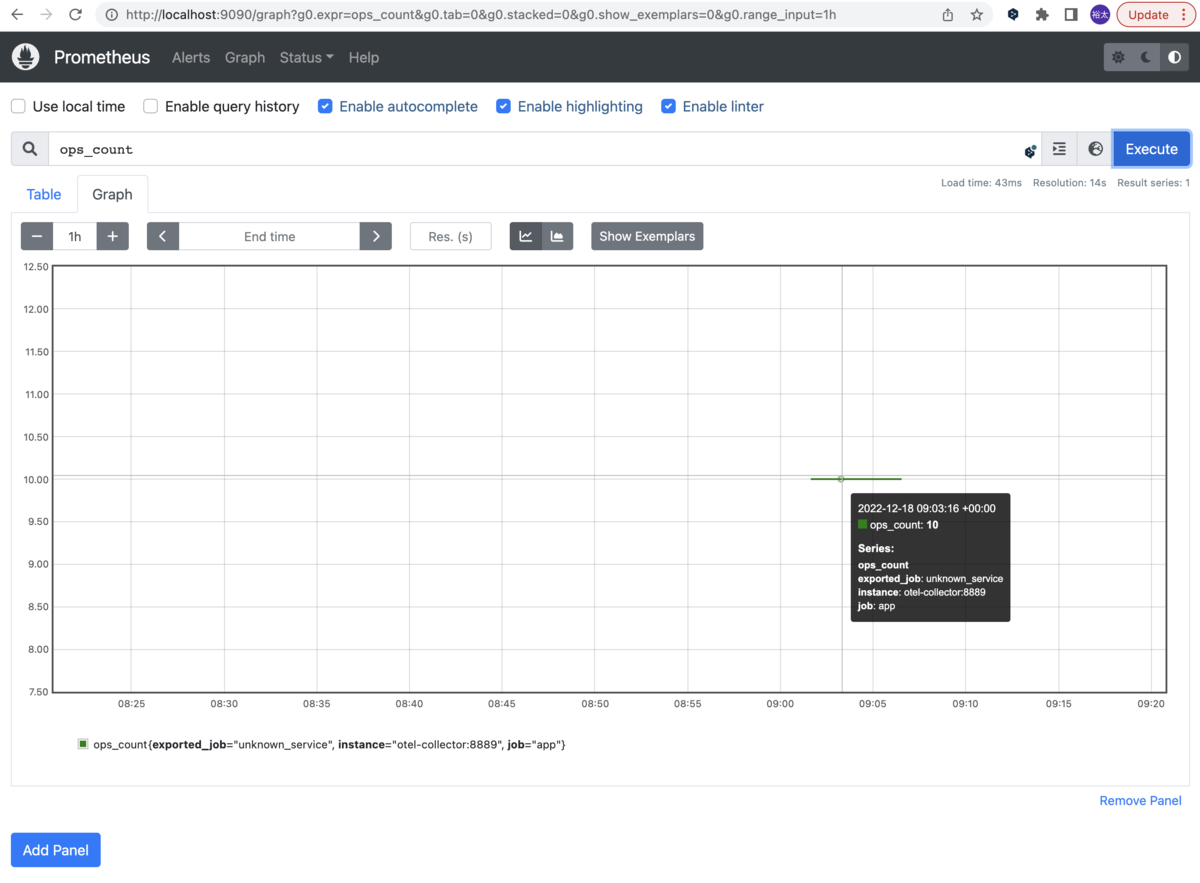 http://localhost:9090/graph?g0.expr=ops_count&g0.tab=0&g0.stacked=0&g0.show_exemplars=0&g0.range_input=1h
裕太
Update
Prometheus Alerts Graph Status Help
Use local time Enable query history Enable autocomplete Enable highlighting Enable linter
ops_count
Execute
Table Graph
Load time: 43ms Resolution: 14s Result series: 1
− 1h + End time Res. (s) Show Exemplars
12.50
12.00
11.50
11.00
10.50
10.00
9.50
9.00
8.50
8.00
7.50
2022-12-18 09:03:16 +00:00
ops_count: 10
Series:
ops_count
exported_job: unknown_service
instance: otel-collector:8889
job: app
08:25 08:30 08:35 08:40 08:45 08:50 08:55 09:00 09:05 09:10 09:15 09:20
ops_count{exported_job="unknown_service", instance="otel-collector:8889", job="app"}
Remove Panel
Add Panel